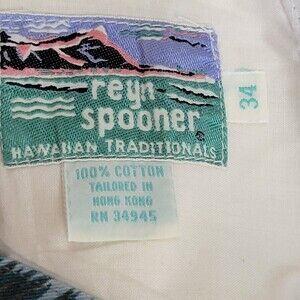 reyn
spooner®
HAWAIIAN TRADITIONALS
34
100% COTTON
TAILORED IN
HONG KONG
RN 34945